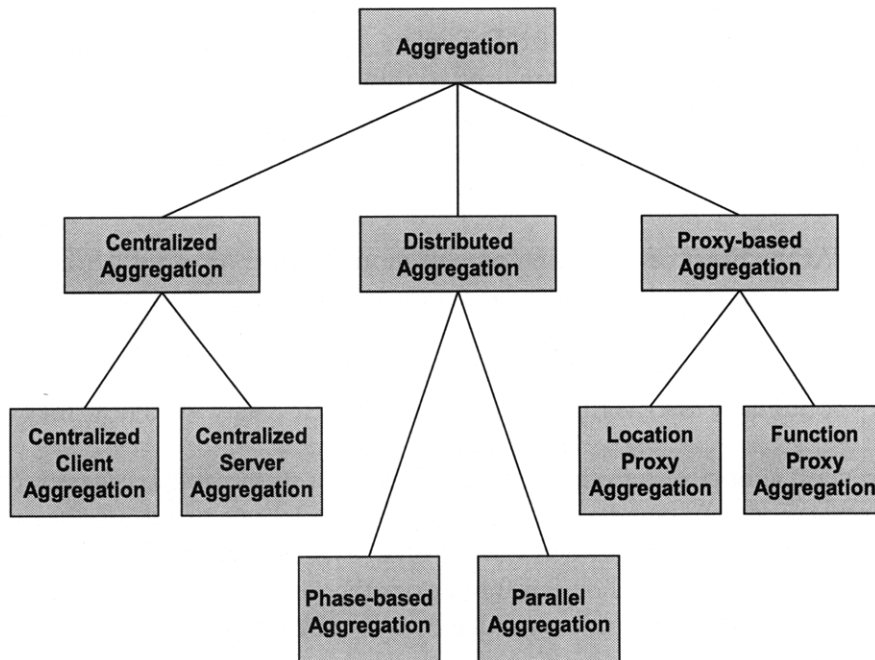 Aggregation
Centralized
Aggregation
Distributed
Aggregation
Proxy-based
Aggregation
Centralized
Client
Aggregation
Centralized
Server
Aggregation
Location
Proxy
Aggregation
Function
Proxy
Aggregation
Phase-based
Aggregation
Parallel
Aggregation